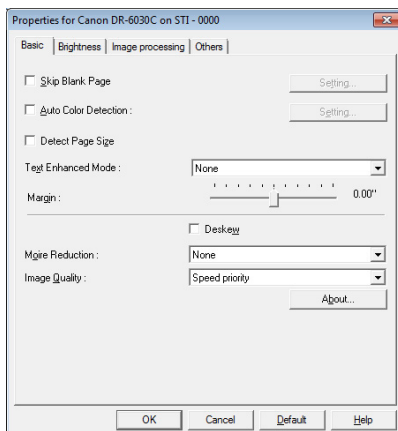 Properties for Canon DR-6030C on STI - 0000
Basic Brightness Image processing Others
Skip Blank Page Setting...
Auto Color Detection : Setting...
Detect Page Size
Text Enhanced Mode : None
Margin : 0.00"
Deskew
Moire Reduction : None
Image Quality : Speed priority
About...
OK Cancel Default Help